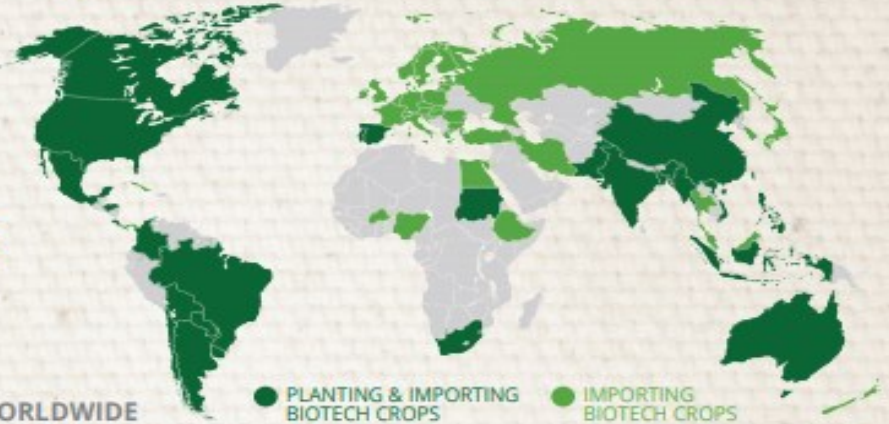 ORLDWIDE
PLANTING & IMPORTING
BIOTECH CROPS
IMPORTING
BIOTECH CROPS